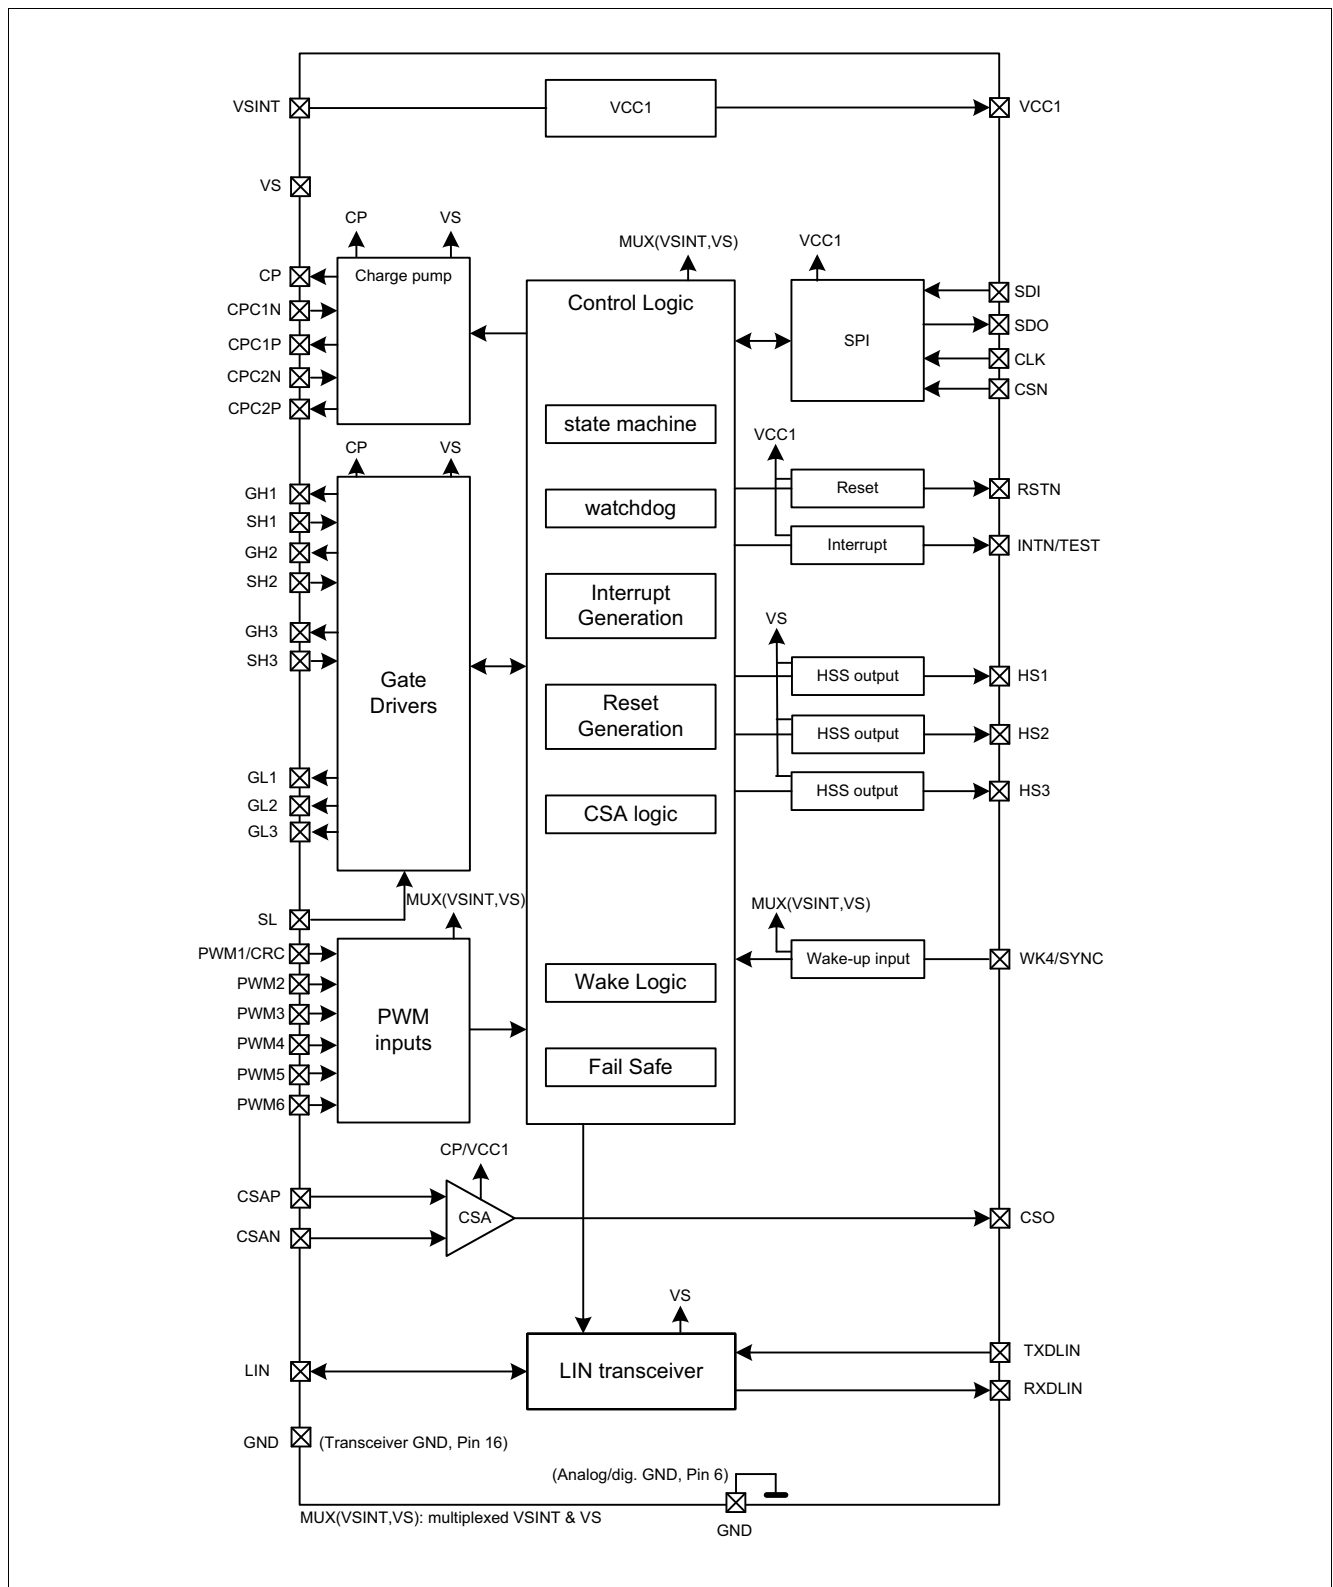 VSINT
VCC1
VCC1
VS
CP
VS
MUX(VSINT,VS)
VCC1
CP
Charge pump
CPC1N
CPC1P
CPC2N
CPC2P
Control Logic
SPI
SDI
SDO
CLK
CSN
state machine
CP
VS
VCC1
GH1
SH1
GH2
SH2
GH3
SH3
Gate
Drivers
GL1
GL2
GL3
SL
watchdog
Reset
RSTN
Interrupt
INTN/TEST
Interrupt
Generation
VS
HSS output
HS1
Reset
Generation
HSS output
HS2
HSS output
HS3
CSA logic
MUX(VSINT,VS)
MUX(VSINT,VS)
PWM1/CRC
PWM2
PWM3
PWM4
PWM5
PWM6
PWM
inputs
Wake Logic
Wake-up input
WK4/SYNC
Fail Safe
CP/VCC1
CSAP
CSAN
CSA
CSO
VS
LIN
LIN transceiver
TXDLIN
RXDLIN
GND
(Transceiver GND, Pin 16)
(Analog/dig. GND, Pin 6)
MUX(VSINT,VS): multiplexed VSINT & VS
GND